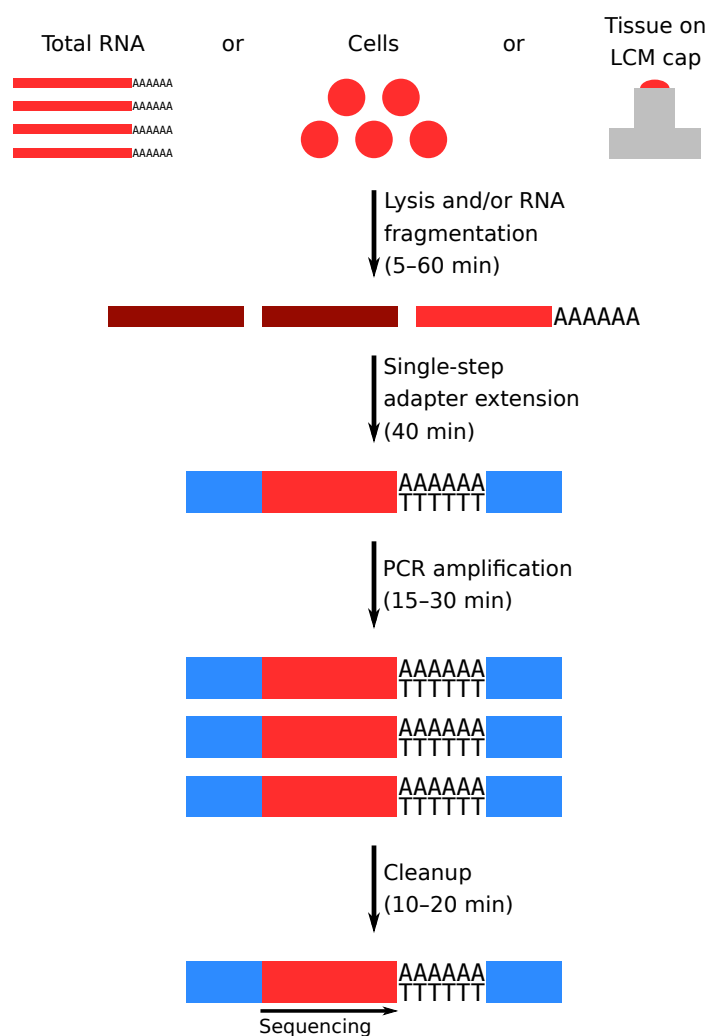 Total RNA or Cells or Tissue on
LCM cap
AAAAAA
AAAAAA
AAAAAA
AAAAAA
Lysis and/or RNA
fragmentation
(5–60 min)
AAAAAA
Single-step
adapter extension
(40 min)
AAAAAA
TTTTTT
PCR amplification
(15–30 min)
AAAAAA
TTTTTT
AAAAAA
TTTTTT
AAAAAA
TTTTTT
Cleanup
(10–20 min)
AAAAAA
TTTTTT
Sequencing